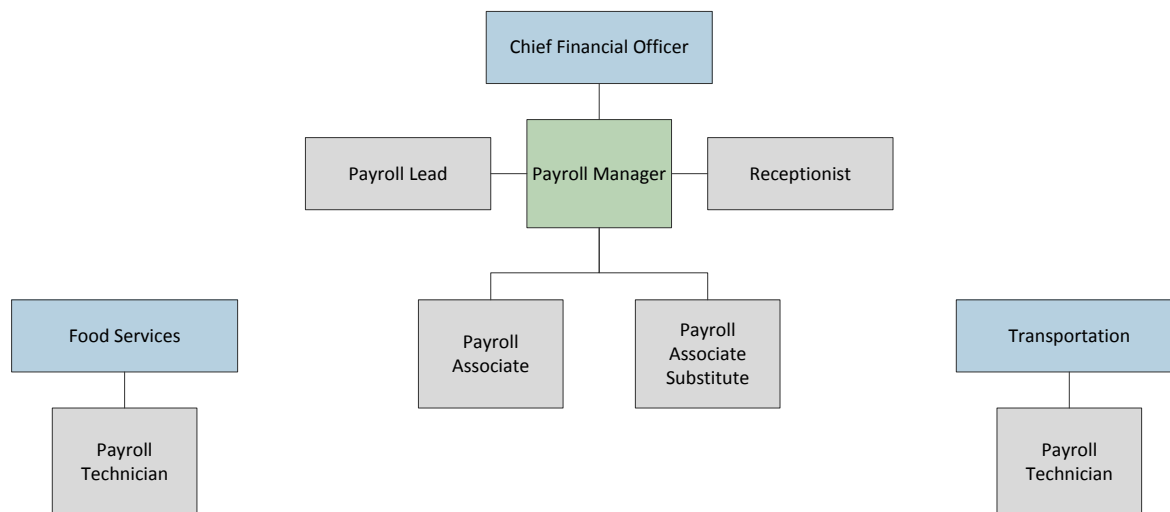 Chief Financial Officer
Payroll Lead
Payroll Manager
Receptionist
Food Services
Payroll
Associate
Payroll
Associate
Substitute
Transportation
Payroll
Technician
Payroll
Technician